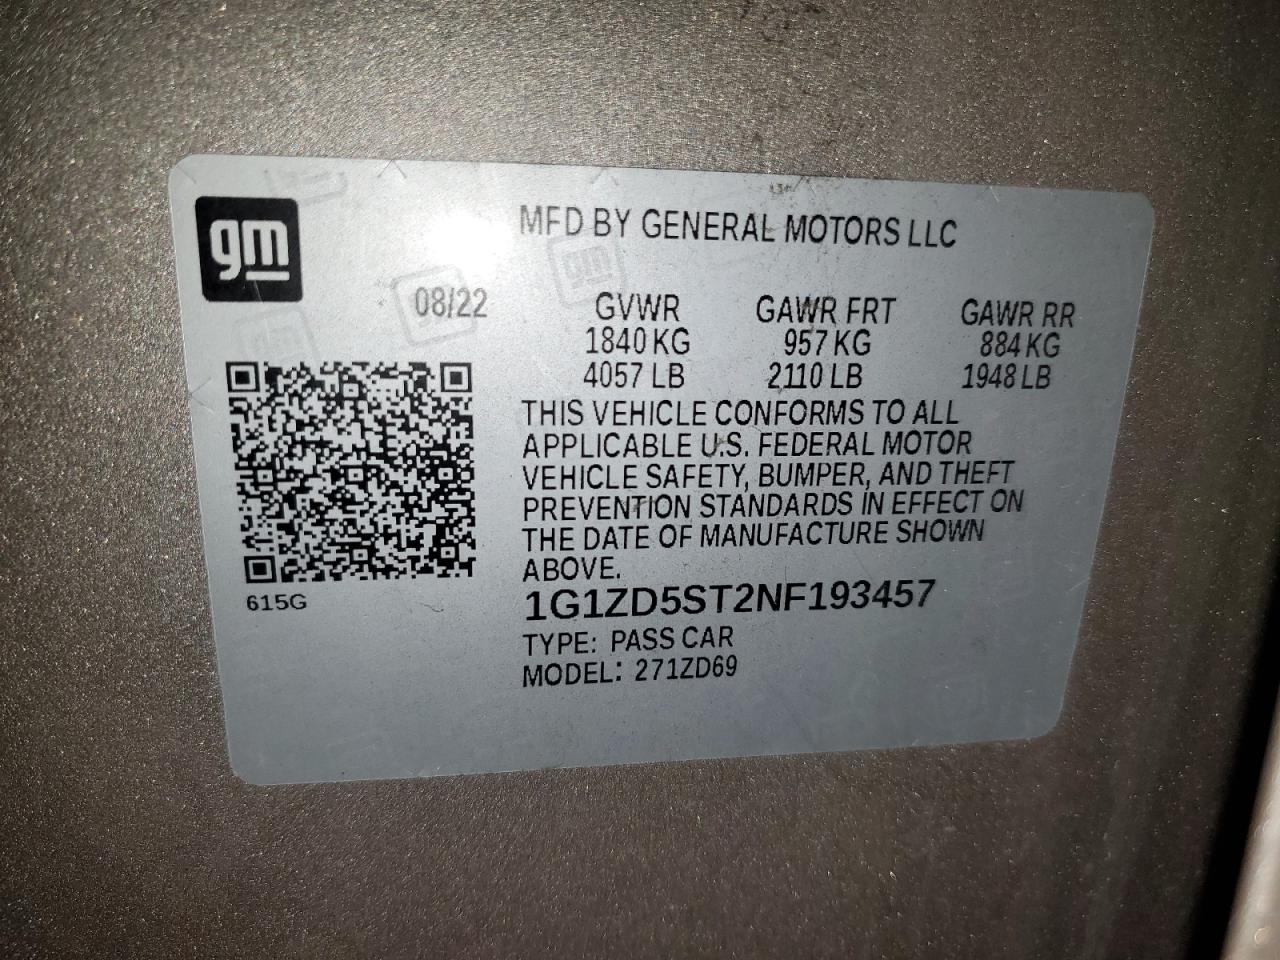 gm
MFD BY GENERAL MOTORS LLC
08/22
GVWR GAWR FRT GAWR RR
1840 KG 957 KG 884 KG
4057 LB 2110 LB 1948 LB
THIS VEHICLE CONFORMS TO ALL
APPLICABLE U.S. FEDERAL MOTOR
VEHICLE SAFETY, BUMPER, AND THEFT
PREVENTION STANDARDS IN EFFECT ON
THE DATE OF MANUFACTURE SHOWN
ABOVE.
615G
1G1ZD5ST2NF193457
TYPE: PASS CAR
MODEL: 271ZD69